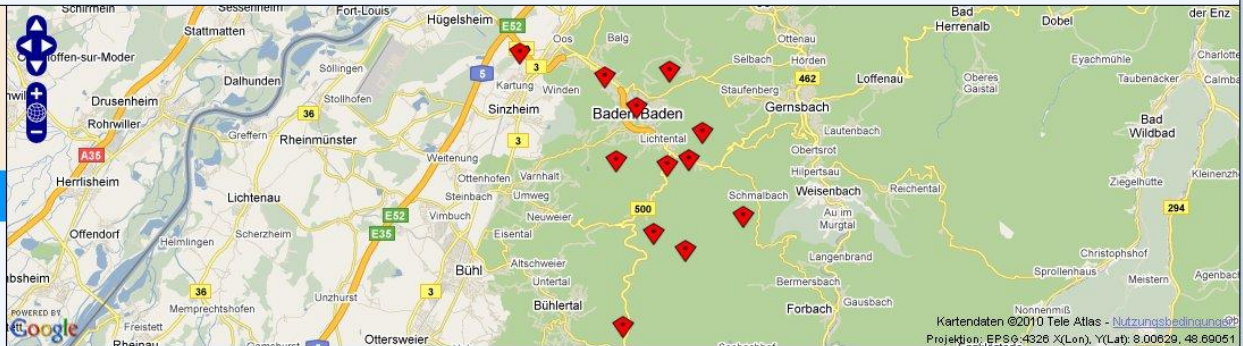 Schirmein
Sessenheim
Fort-Louis
Hügelsheim
E52
Stattmatten
Oos
Balg
Ottenau
Hörden
Bad
Herrenalb
Dobel
der Enz
offen-sur-Moder
Söllingen
5
3
Kartung
Winden
Selbach
462
Loffenau
Eyachmühle
Charlotte
Dalhunden
Stollhofen
Sinzheim
Staufenberg
Oberes
Gaistal
Taubenäcker
Calmba
Drusenheim
36
Baden-Baden
Gernsbach
Rohrwiller
Greffern
Rheinmünster
3
Lichtental
Lautenbach
Bad
Wildbad
A35
Weitenung
Obertsrot
Herrlisheim
Ottenhofen
Varnhalt
Hilpertsau
Ziegelhütte
Kleinenzh
Lichtenau
Steinbach
Umweg
Schmalbach
Weisenbach
Reichental
E52
Vimbuch
Neuweier
500
Au im
Murgtal
294
Offendorf
Helmlingen
Scherzheim
E35
Eisental
Langenbrand
Christophshof
absheim
Bühl
Altschweier
Untertal
Sprollenhaus
Meistern
Agenbac
36
Unzhurst
3
Bermersbach
Memprechtshofen
Bühlertal
Forbach
Gausbach
Nonnenmiß
POWERED BY
Google
Freistett
Rheinau
Ottersweier
Kartendaten ©2010 Tele Atlas - Nutzungsbedingungen
Projektion: EPSG:4326 X(Lon), Y(Lat): 8.00629, 48.69051